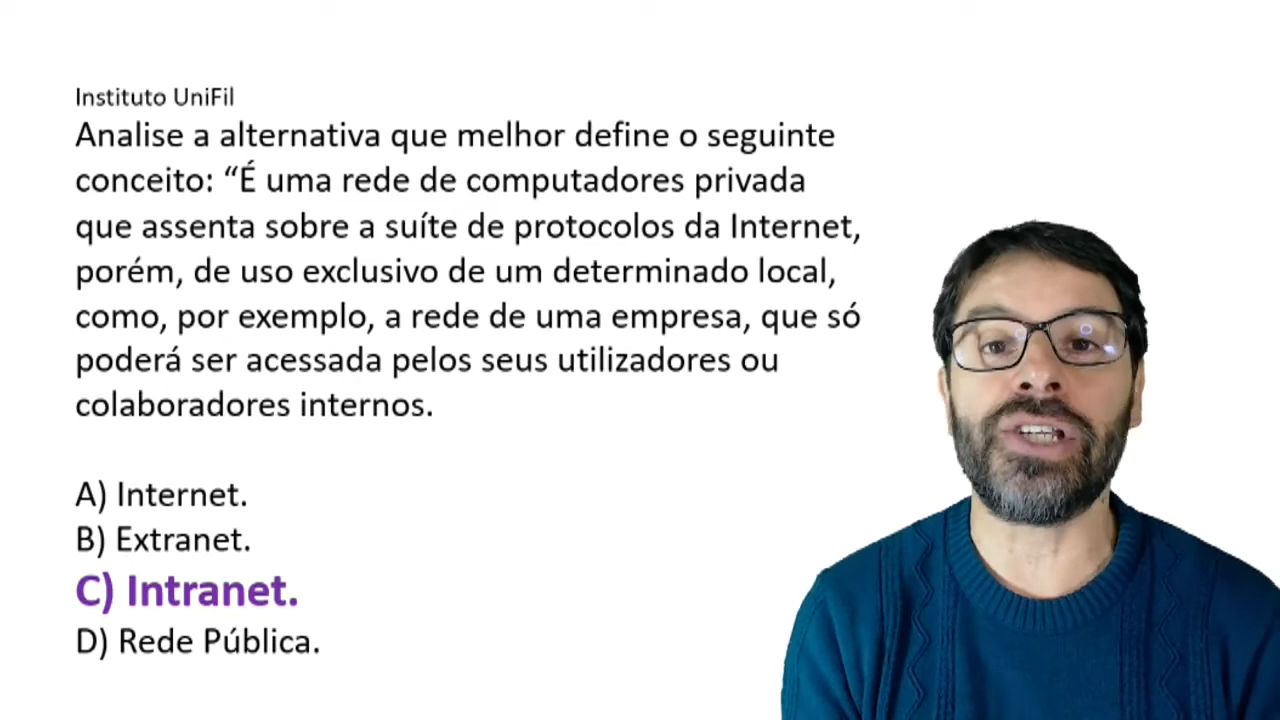 Instituto UniFil
Analise a alternativa que melhor define o seguinte
conceito: “É uma rede de computadores privada
que assenta sobre a suíte de protocolos da Internet,
porém, de uso exclusivo de um determinado local,
como, por exemplo, a rede de uma empresa, que só
poderá ser acessada pelos seus utilizadores ou
colaboradores internos.
A) Internet.
B) Extranet.
C) Intranet.
D) Rede Pública.